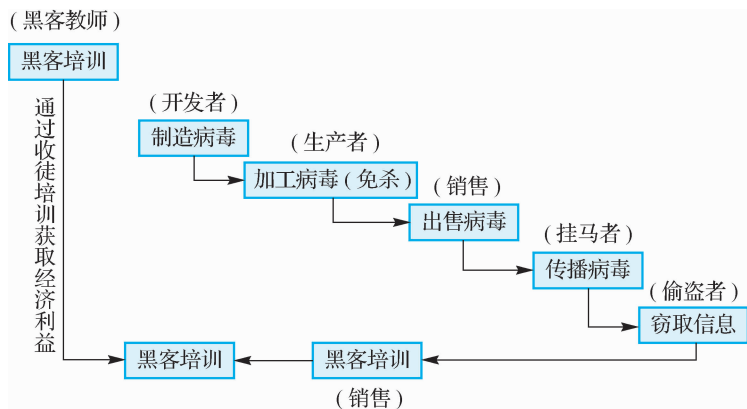 (黑客教师)
黑客培训
通过收徒培训获取经济利益
(开发者)
制造病毒
(生产者)
加工病毒(免杀)
(销售)
出售病毒
(挂马者)
传播病毒
(偷盗者)
窃取信息
黑客培训
黑客培训
(销售)